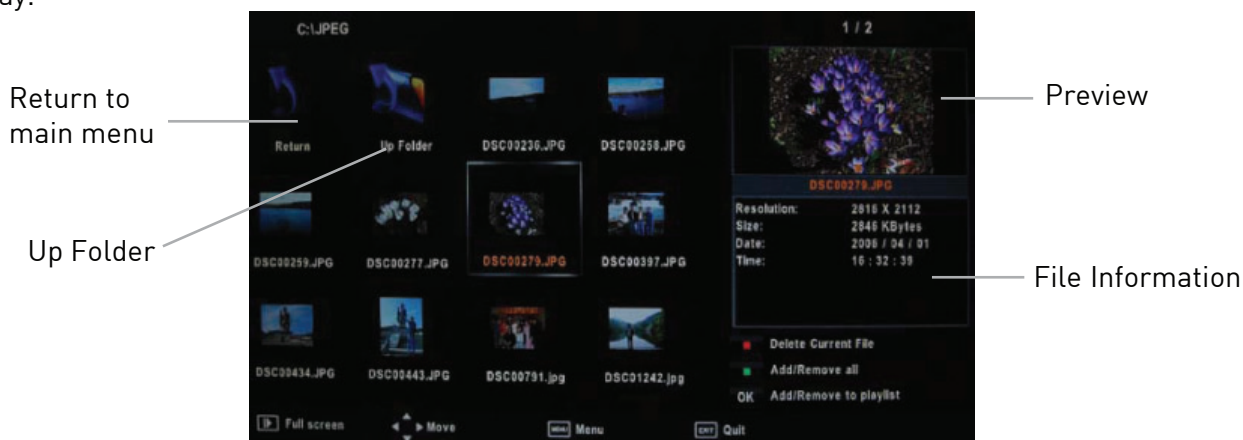 ay.
C:\JPEG
1 / 2
Return to
main menu
Preview
Return
Up Folder
DSC00236.JPG
DSC00258.JPG
DSC00279.JPG
Up Folder
DSC00259.JPG
DSC00277.JPG
DSC00279.JPG
DSC00397.JPG
Resolution: 2816 X 2112
Size: 2846 KBytes
Date: 2006 / 04 / 01
Time: 16 : 32 : 39
File Information
DSC00434.JPG
DSC00443.JPG
DSC00791.jpg
DSC01242.jpg
Delete Current File
Add/Remove all
OK Add/Remove to playlist
Full screen
Move
MENU Menu
EXIT Quit